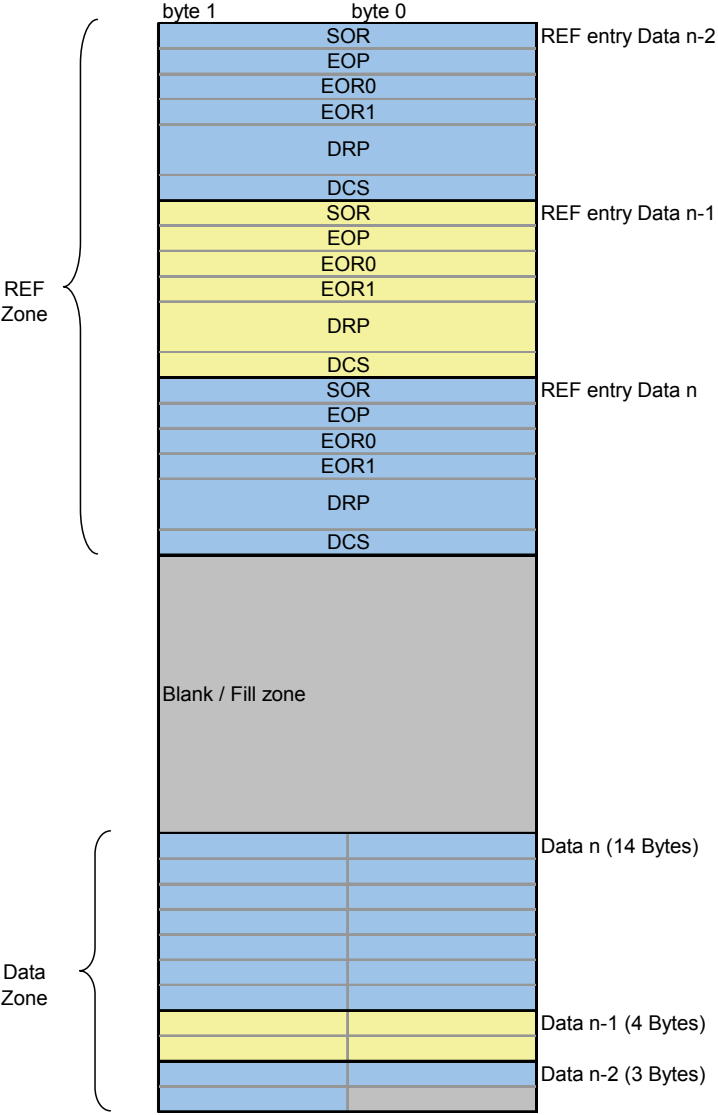 byte 1 byte 0
SOR REF entry Data n-2
EOP
EOR0
EOR1
DRP
DCS
SOR REF entry Data n-1
EOP
EOR0
EOR1
REF
Zone
DRP
DCS
SOR REF entry Data n
EOP
EOR0
EOR1
DRP
DCS
Blank / Fill zone
Data n (14 Bytes)
Data
Zone
Data n-1 (4 Bytes)
Data n-2 (3 Bytes)